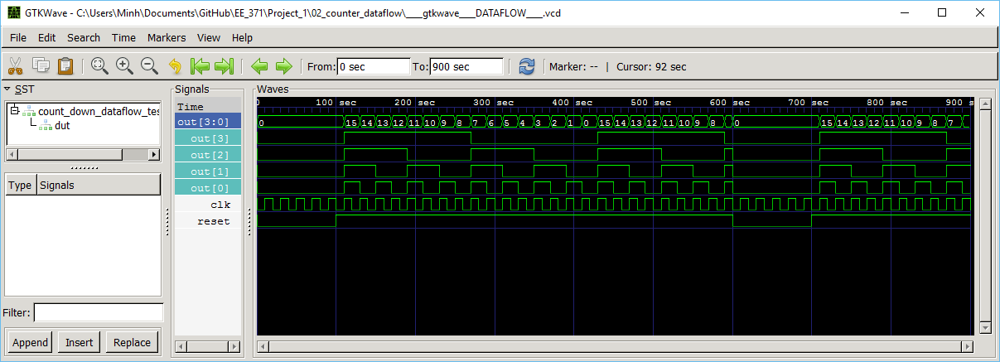 GTKWave - C:\Users\Minh\Documents\GitHub\EE_371\Project_1\02_counter_dataflow\___gtkwave___DATAFLOW___.vcd
File Edit Search Time Markers View Help
From: 0 sec To: 900 sec Marker: -- | Cursor: 92 sec
SST
count_down_dataflow_tes
dut
Type Signals
Filter:
Append Insert Replace
Signals
Time
out[3:0]
out[3]
out[2]
out[1]
out[0]
clk
reset
Waves
0 100 sec 200 sec 300 sec 400 sec 500 sec 600 sec 700 sec 800 sec 900 s
0 15 14 13 12 11 10 9 8 7 6 5 4 3 2 1 0 15 14 13 12 11 10 9 8 0 15 14 13 12 11 10 9 8 7